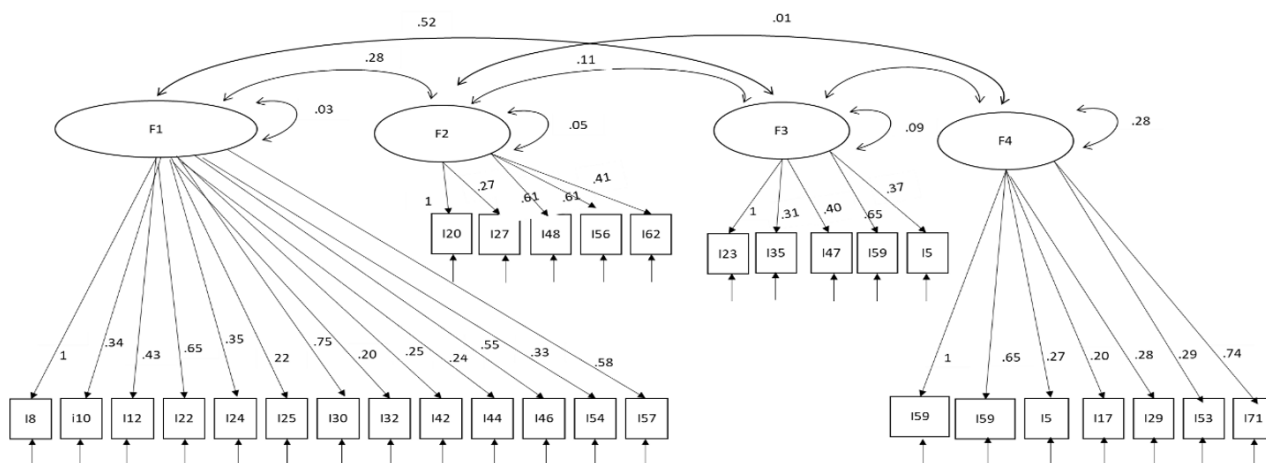 .52
.01
.28
.11
F1
.03
F2
.05
F3
.09
F4
.28
1
.27
.61
.61
.41
1
.31
.40
.65
.37
I20
I27
I48
I56
I62
I23
I35
I47
I59
I5
1
.34
.43
.65
.35
22
.75
.20
.25
.24
.55
.33
.58
1
.65
.27
.20
.28
.29
.74
I8
i10
I12
I22
I24
I25
I30
I32
I42
I44
I46
I54
I57
I59
I59
I5
I17
I29
I53
I71